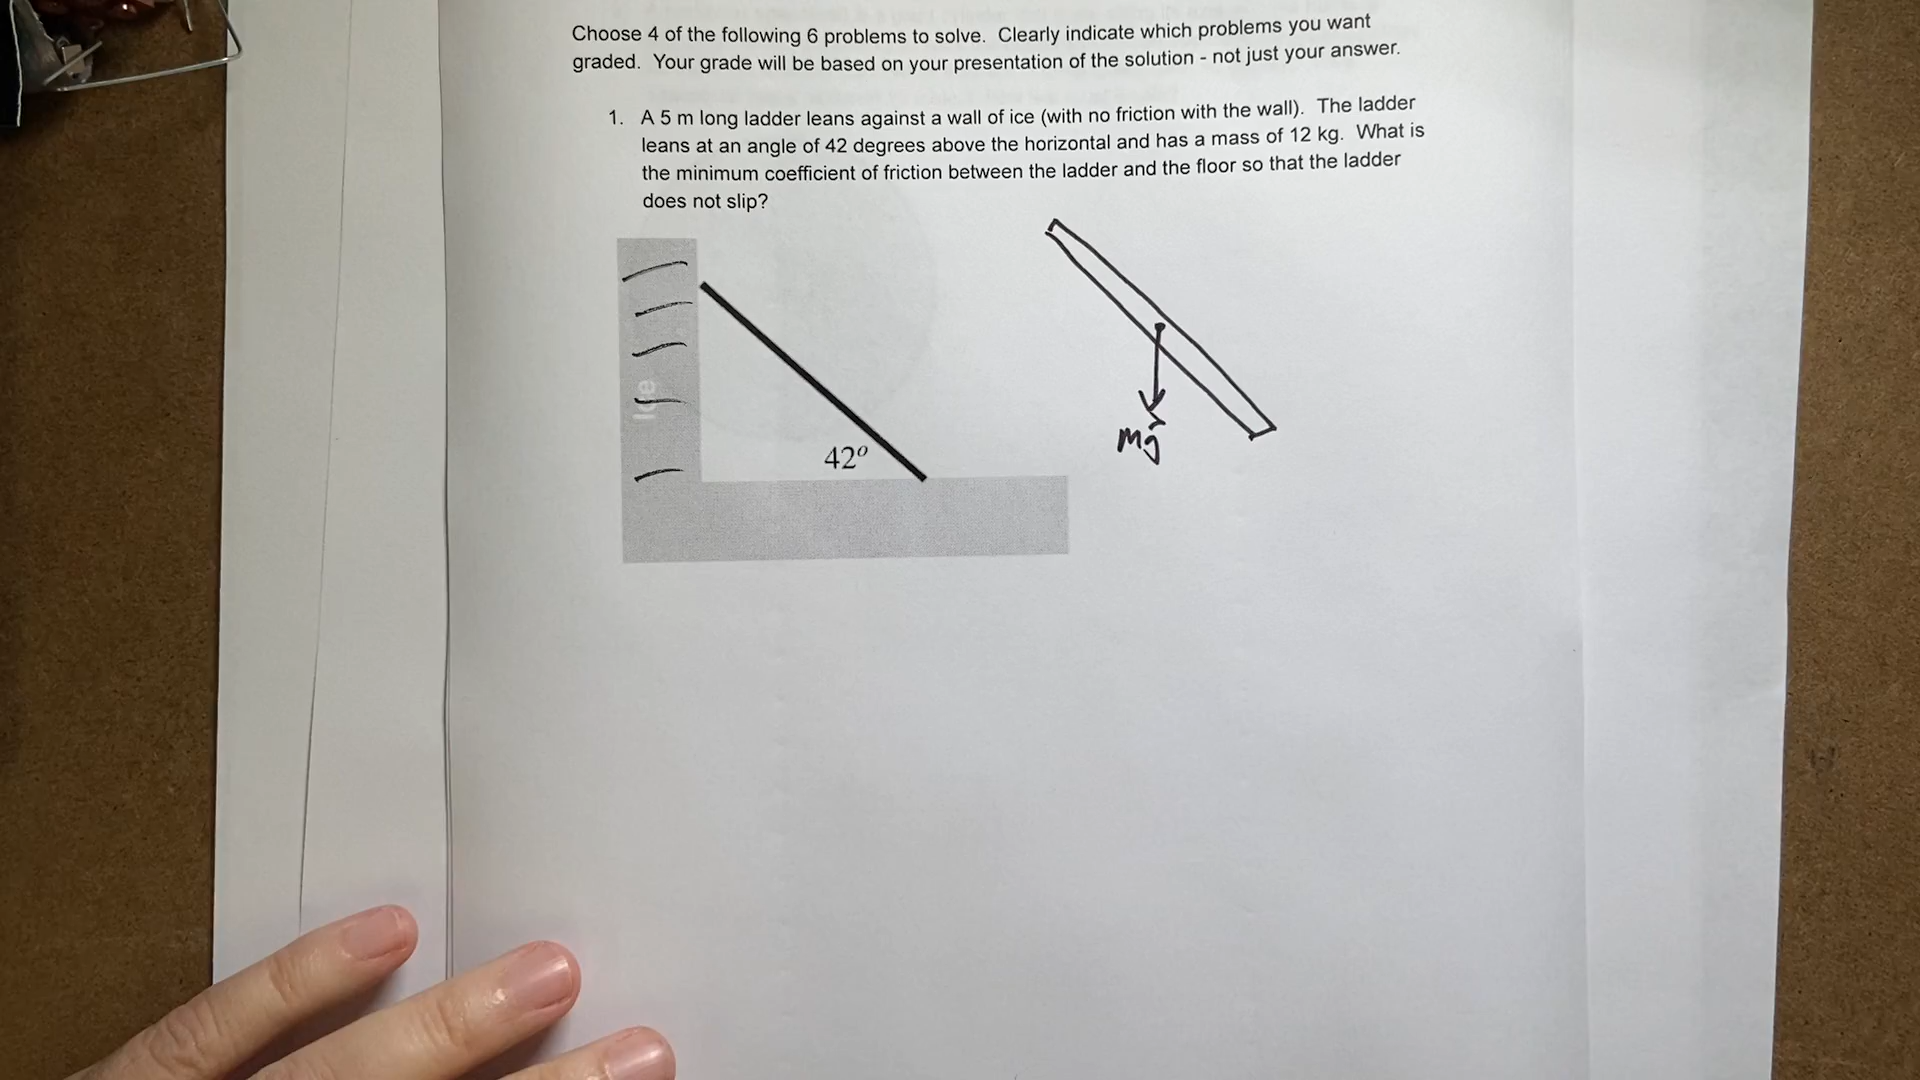 Choose 4 of the following 6 problems to solve. Clearly indicate which problems you want
graded. Your grade will be based on your presentation of the solution - not just your answer.
1. A 5 m long ladder leans against a wall of ice (with no friction with the wall). The ladder
leans at an angle of 42 degrees above the horizontal and has a mass of 12 kg. What is
the minimum coefficient of friction between the ladder and the floor so that the ladder
does not slip?
Ice
42°
mg